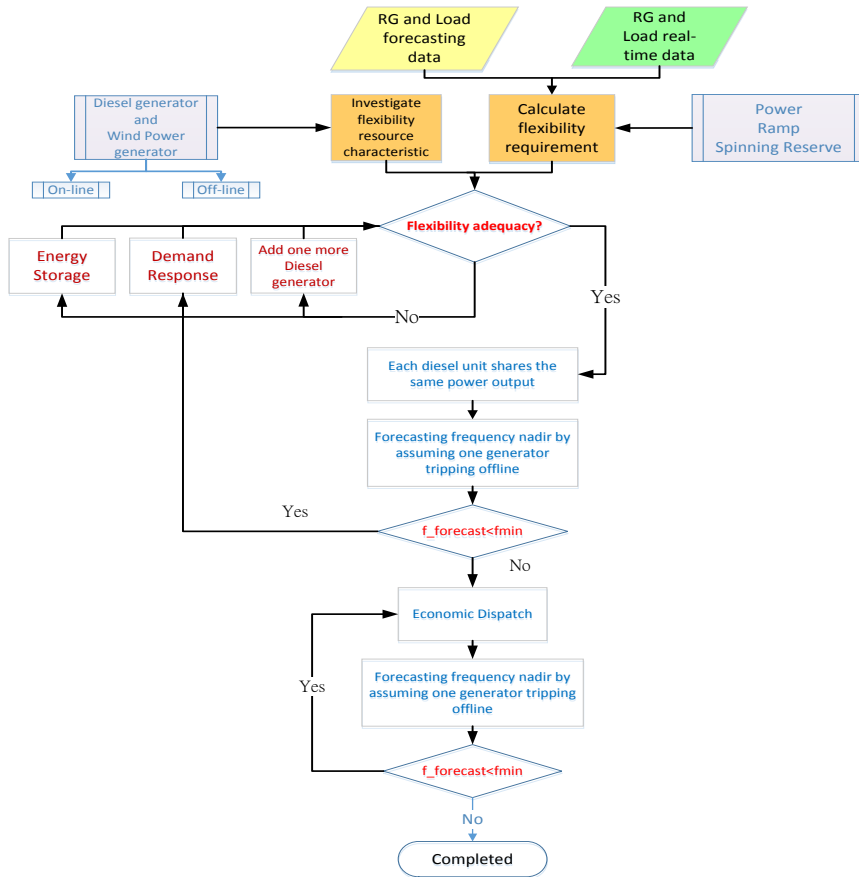 RG and Load
forecasting
data
RG and
Load real-
time data
Diesel generator
and
Wind Power
generator
Investigate
flexibility
resource
characteristic
Calculate
flexibility
requirement
Power
Ramp
Spinning Reserve
On-line
Off-line
Flexibility adequacy?
Energy
Storage
Demand
Response
Add one more
Diesel
generator
No
Yes
Each diesel unit shares the
same power output
Forecasting frequency nadir by
assuming one generator
tripping offline
Yes
f_forecast<fmin
No
Economic Dispatch
Forecasting frequency nadir by
assuming one generator tripping
offline
Yes
f_forecast<fmin
No
Completed